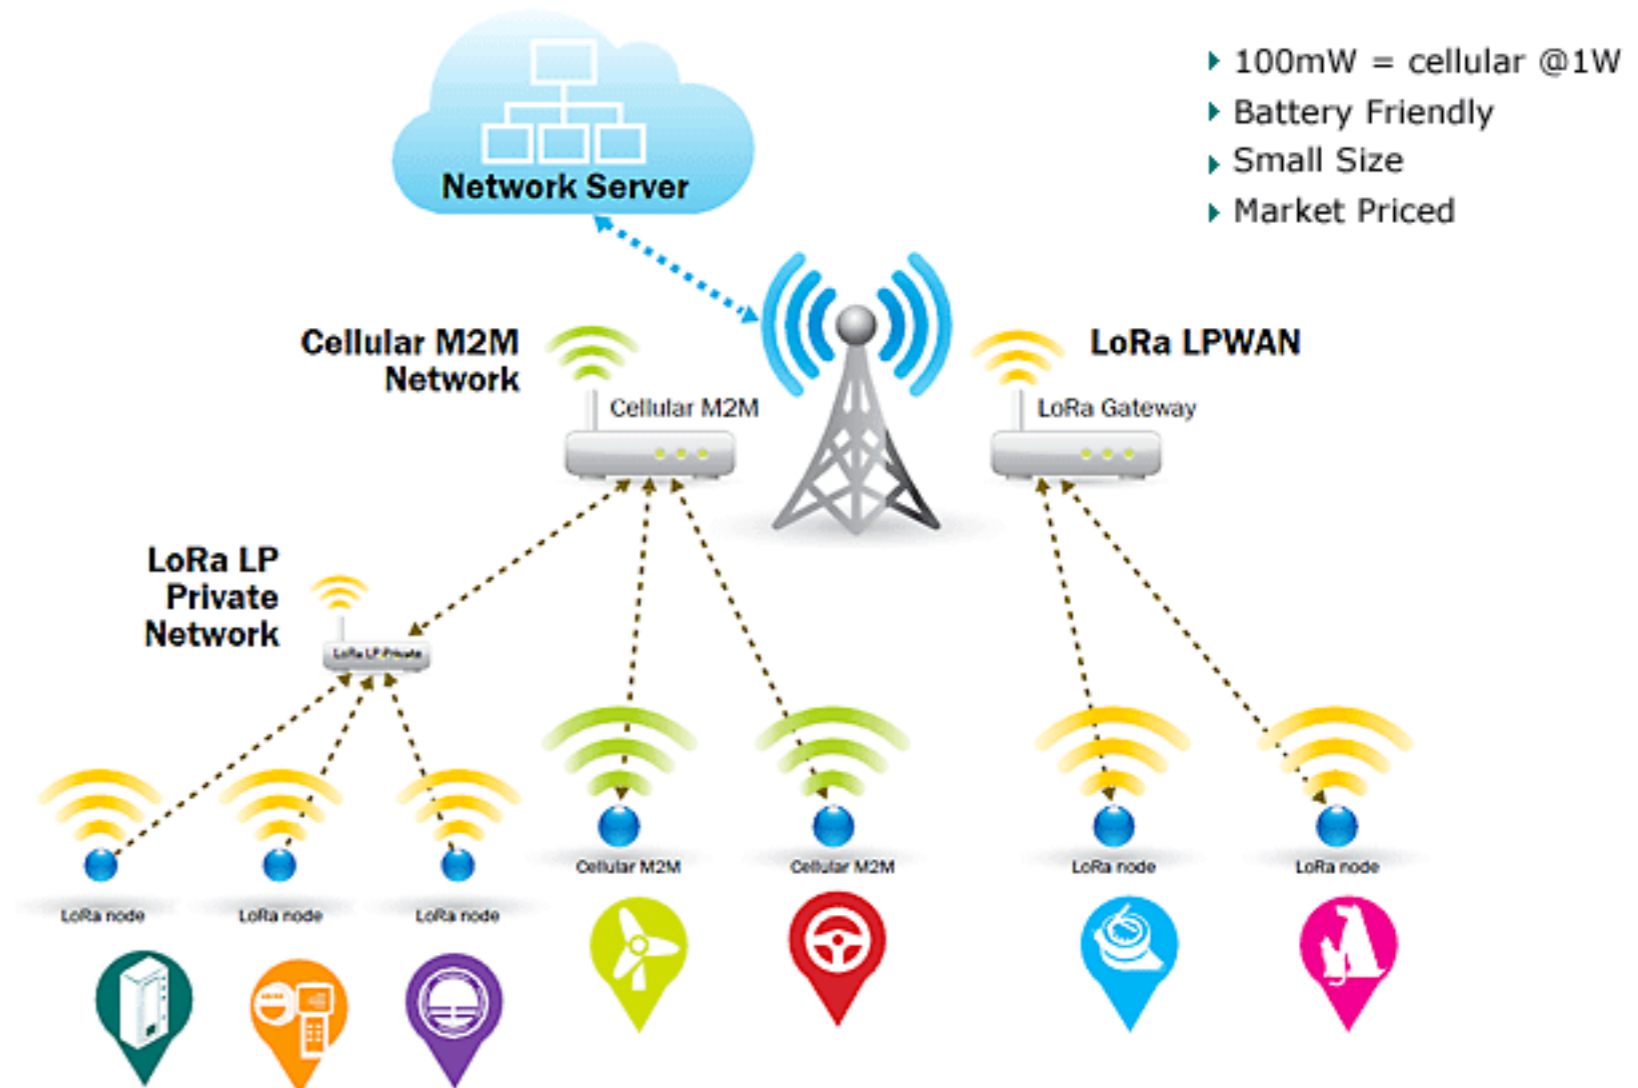 100mW = cellular @1W
Battery Friendly
Small Size
Market Priced
Network Server
Cellular M2M
Network
Cellular M2M
LoRa LPWAN
LoRa Gateway
LoRa LP
Private
Network
LoRa LP Private
Cellular M2M
Cellular M2M
LoRa node
LoRa node
LoRa node
LoRa node
LoRa node